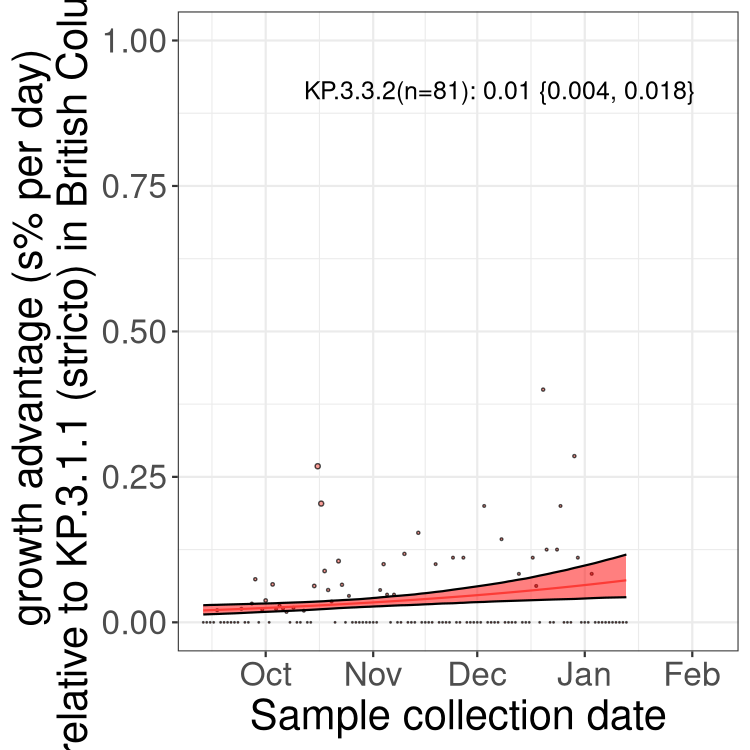 growth advantage (s% per day)
relative to KP.3.1.1 (stricto) in British Colu
1.00
0.75
0.50
0.25
0.00
KP.3.3.2(n=81): 0.01 {0.004, 0.018}
Oct Nov Dec Jan Feb
Sample collection date